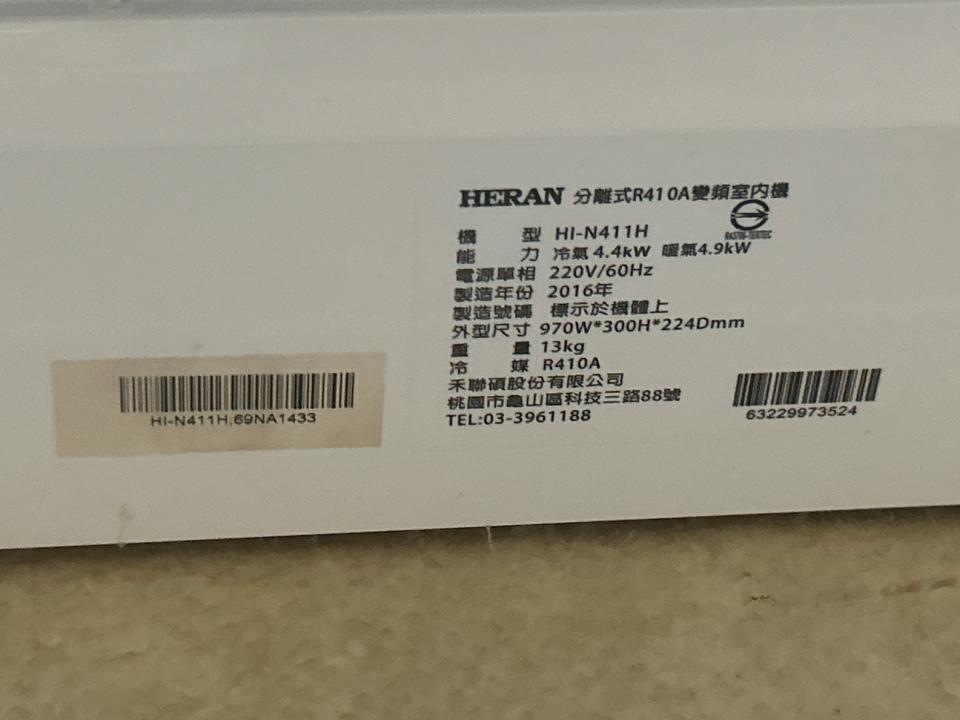 HERAN 分離式R410A變頻室內機
機型 HI-N411H
能力 冷氣 4.4kW 暖氣4.9kW
電源單相 220V/60Hz
製造年份 2016年
製造號碼 標示於機體上
外型尺寸 970W*300H*224Dmm
重量 13kg
冷媒 R410A
禾聯碩股份有限公司
桃園市龜山區科技三路88號
TEL:03-3961188
63229973524
HI-N411H,69NA1433